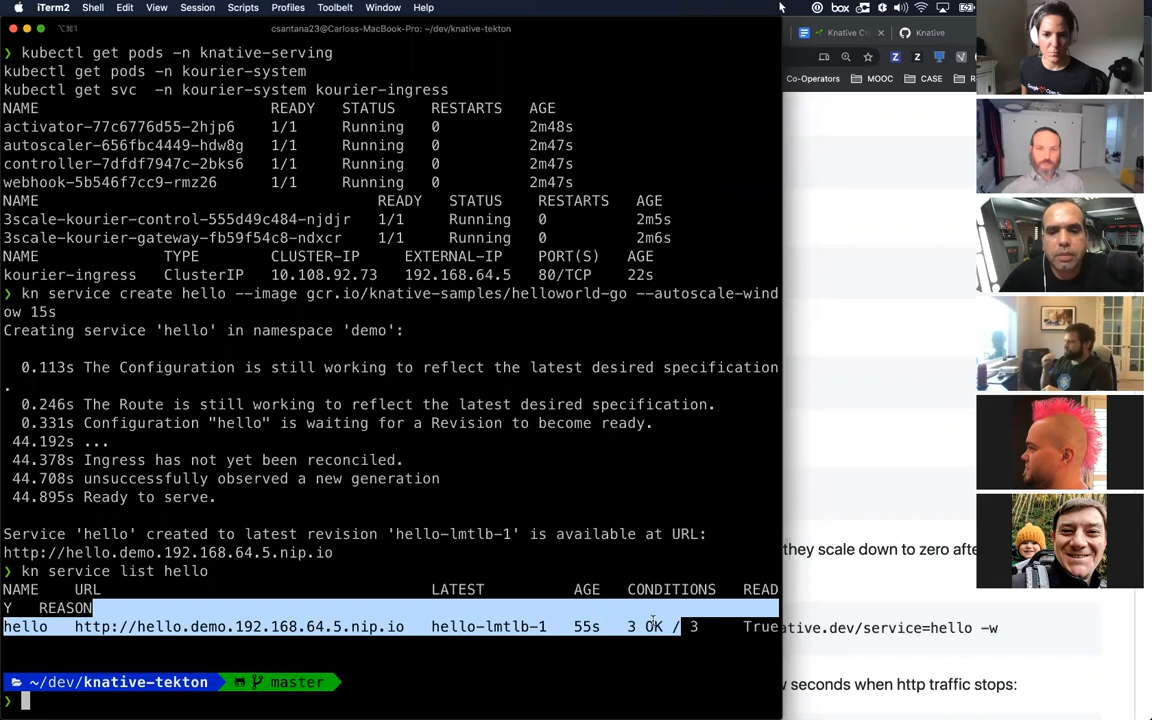 iTerm2 Shell Edit View Session Scripts Profiles Toolbelt Window Help
box
⌥⌘1 csantana23@Carloss-MacBook-Pro: ~/dev/knative-tekton
Knative Co
Knative
Co-Operators MOOC CASE
❯ kubectl get pods -n knative-serving
kubectl get pods -n kourier-system
kubectl get svc  -n kourier-system kourier-ingress
NAME READY STATUS RESTARTS AGE
activator-77c6776d55-2hjp6 1/1 Running 0 2m48s
autoscaler-656fbc4449-hdw8g 1/1 Running 0 2m47s
controller-7dfdf7947c-2bks6 1/1 Running 0 2m47s
webhook-5b546f7cc9-rmz26 1/1 Running 0 2m47s
NAME READY STATUS RESTARTS AGE
3scale-kourier-control-555d49c484-njdjr 1/1 Running 0 2m5s
3scale-kourier-gateway-fb59f54c8-ndxcr 1/1 Running 0 2m6s
NAME TYPE CLUSTER-IP EXTERNAL-IP PORT(S) AGE
kourier-ingress ClusterIP 10.108.92.73 192.168.64.5 80/TCP 22s
❯ kn service create hello --image gcr.io/knative-samples/helloworld-go --autoscale-wind
ow 15s
Creating service 'hello' in namespace 'demo':
0.113s The Configuration is still working to reflect the latest desired specification
.
0.246s The Route is still working to reflect the latest desired specification.
0.331s Configuration "hello" is waiting for a Revision to become ready.
44.192s ...
44.378s Ingress has not yet been reconciled.
44.708s unsuccessfully observed a new generation
44.895s Ready to serve.
Service 'hello' created to latest revision 'hello-lmtlb-1' is available at URL:
http://hello.demo.192.168.64.5.nip.io
❯ kn service list hello
NAME URL LATEST AGE CONDITIONS READ
Y REASON
hello http://hello.demo.192.168.64.5.nip.io hello-lmtlb-1 55s 3 OK / 3 True
~/dev/knative-tekton master
❯
they scale down to zero afte
ative.dev/service=hello -w
seconds when http traffic stops: